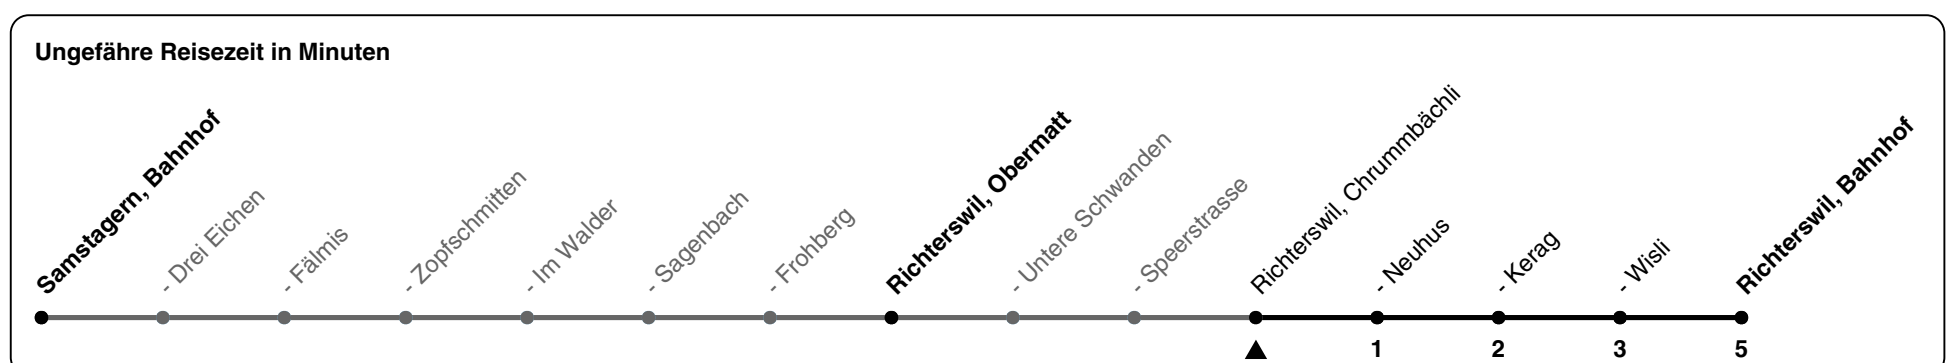 Ungefähre Reisezeit in Minuten
Samstagern, Bahnhof
- Drei Eichen
- Fälmis
- Zopfschmitten
- Im Walder
- Sagenbach
- Frohberg
Richterswil, Obermatt
- Untere Schwanden
- Speerstrasse
Richterswil, Chrummbächli
- Neuhus
- Kerag
- Wisli
Richterswil, Bahnhof
1 2 3 5